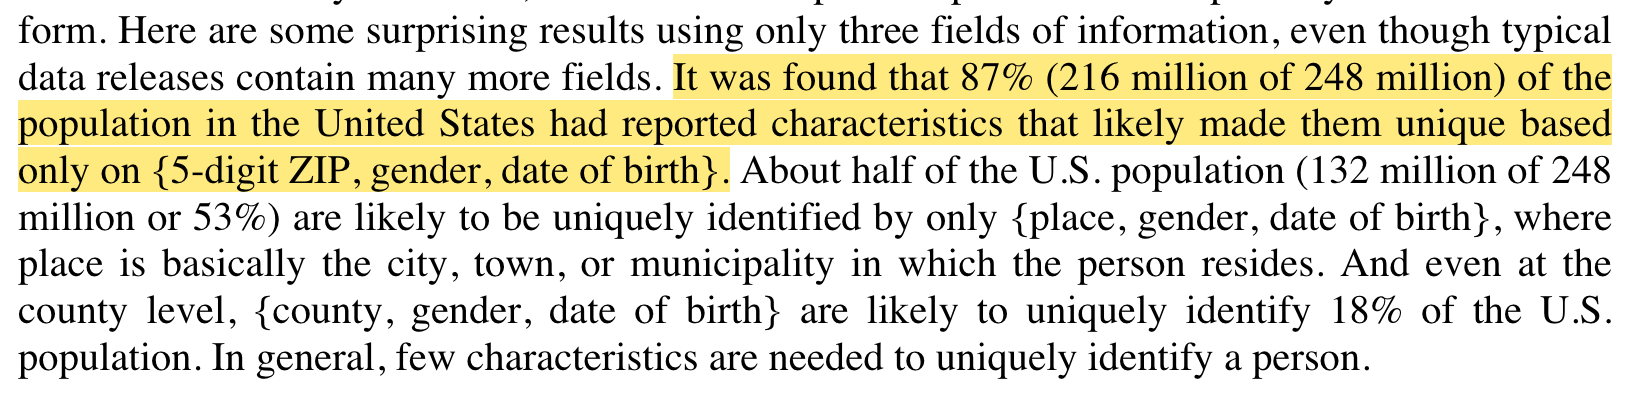 form. Here are some surprising results using only three fields of information, even though typical
data releases contain many more fields. It was found that 87% (216 million of 248 million) of the
population in the United States had reported characteristics that likely made them unique based
only on {5-digit ZIP, gender, date of birth}. About half of the U.S. population (132 million of 248
million or 53%) are likely to be uniquely identified by only {place, gender, date of birth}, where
place is basically the city, town, or municipality in which the person resides. And even at the
county level, {county, gender, date of birth} are likely to uniquely identify 18% of the U.S.
population. In general, few characteristics are needed to uniquely identify a person.